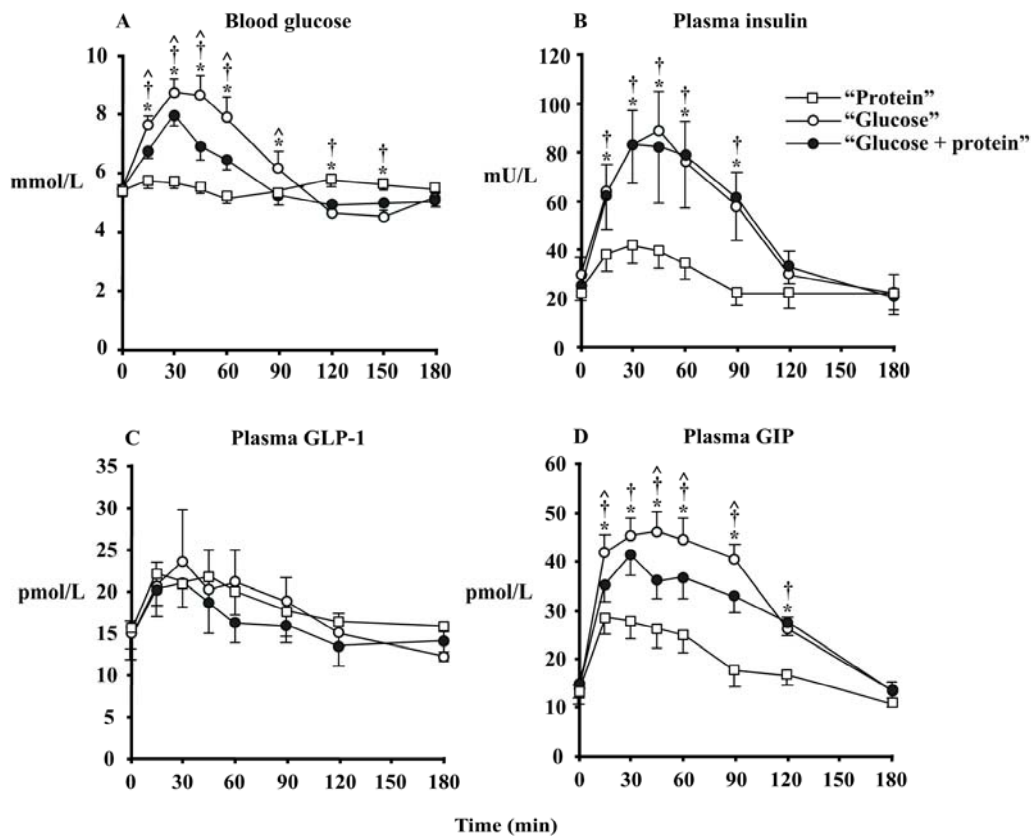 A Blood glucose
10
8
6
mmol/L
4
2
0
0 30 60 90 120 150 180
^ ^ ^ ^
† † † †
* * * *
^
*
†
*
†
*
B Plasma insulin
120
100
80
mU/L
60
40
20
0
0 30 60 90 120 150 180
† † † † †
* * * * *
“Protein”
“Glucose”
“Glucose + protein”
C Plasma GLP-1
35
30
25
20
pmol/L
15
10
5
0
0 30 60 90 120 150 180
D Plasma GIP
60
50
40
pmol/L
30
20
10
0
0 30 60 90 120 150 180
^ ^ ^ ^
† † † † † †
* * * * * *
Time (min)